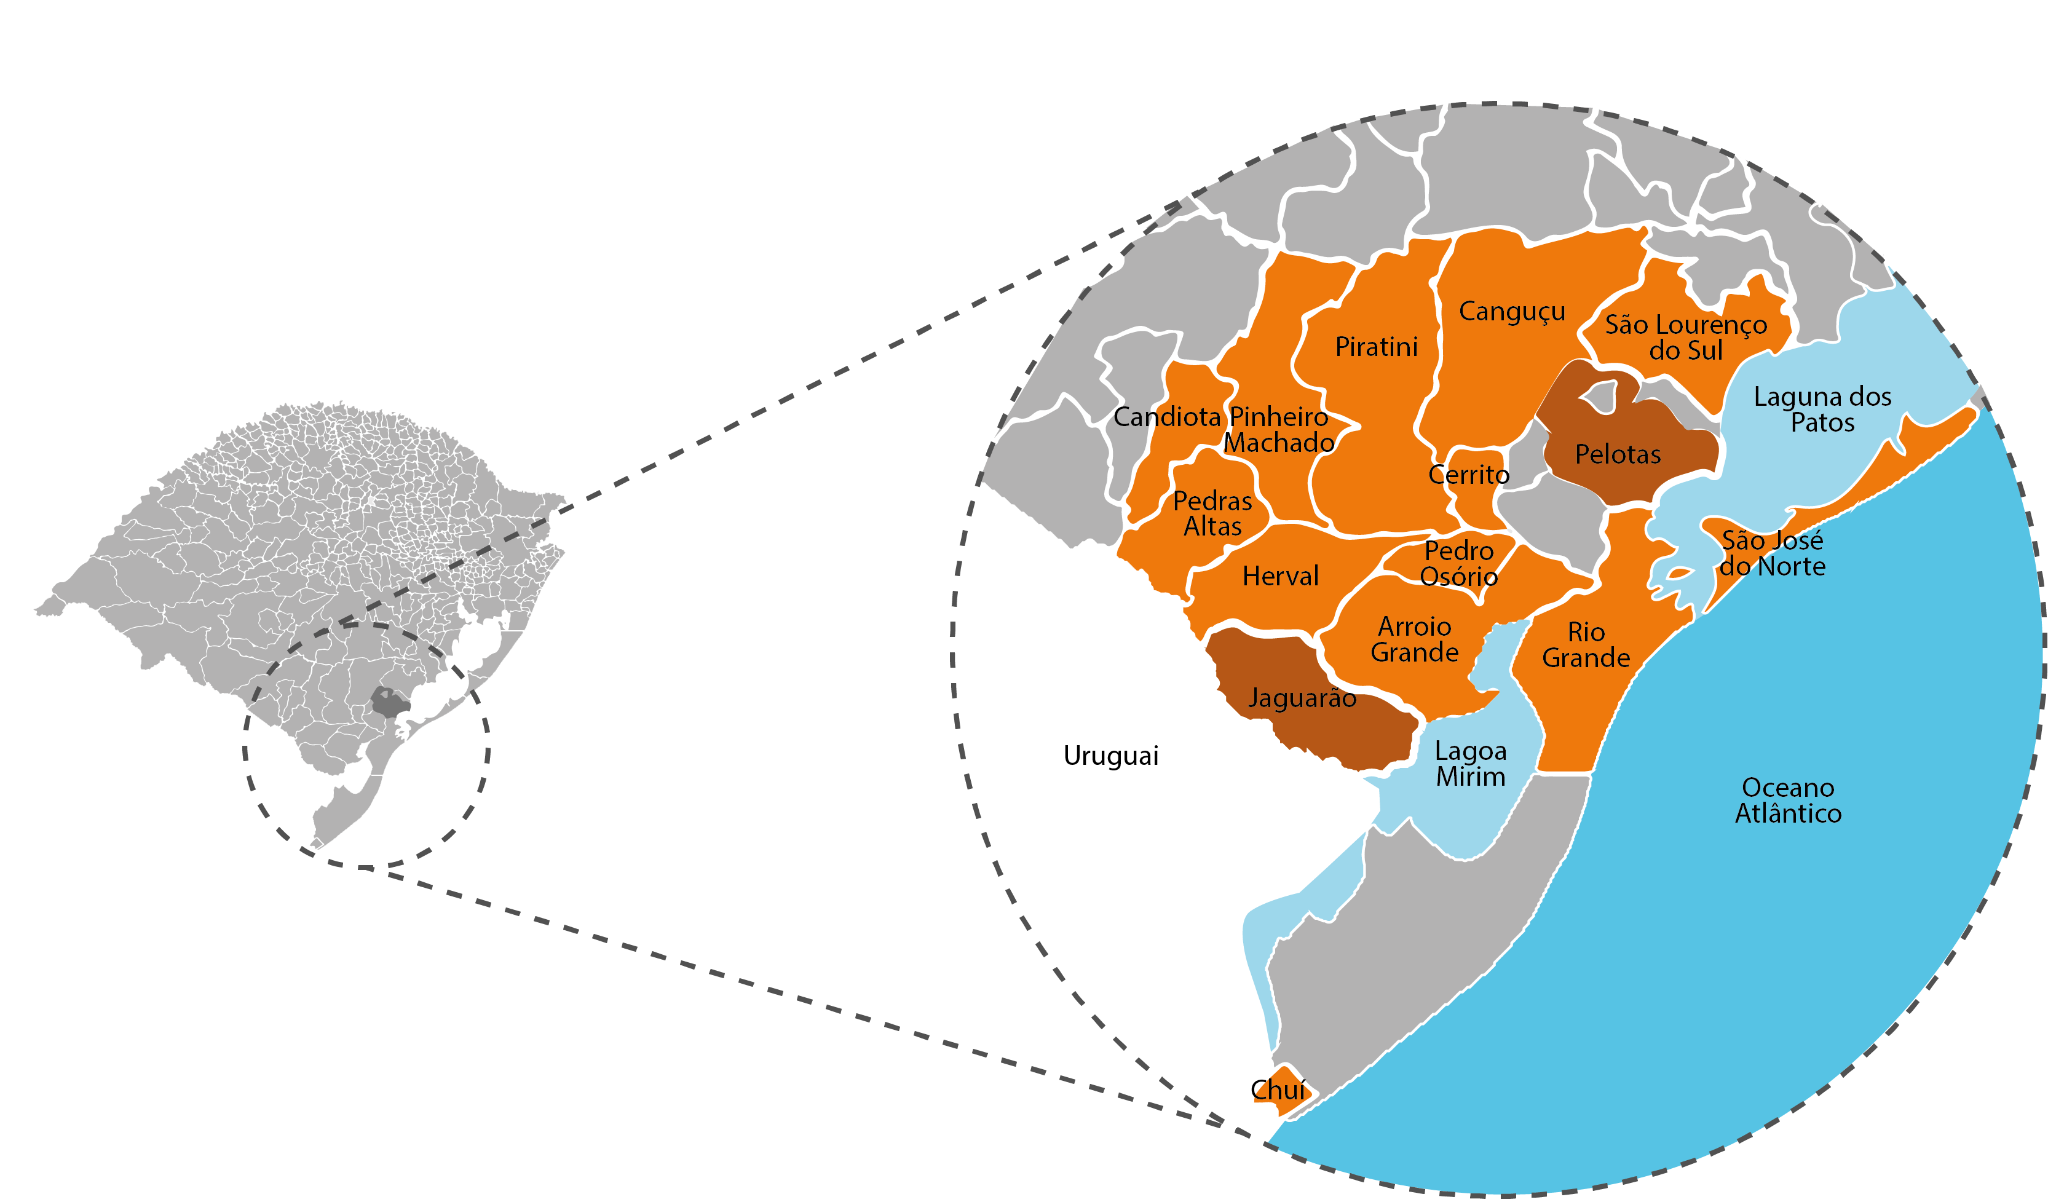 Canguçu
São Lourenço
do Sul
Piratini
Laguna dos
Patos
Candiota
Pinheiro
Machado
Pelotas
Cerrito
Pedras
Altas
São José
do Norte
Pedro
Osório
Herval
Arroio
Grande
Rio
Grande
Jaguarão
Uruguai
Lagoa
Mirim
Oceano
Atlântico
Chuí